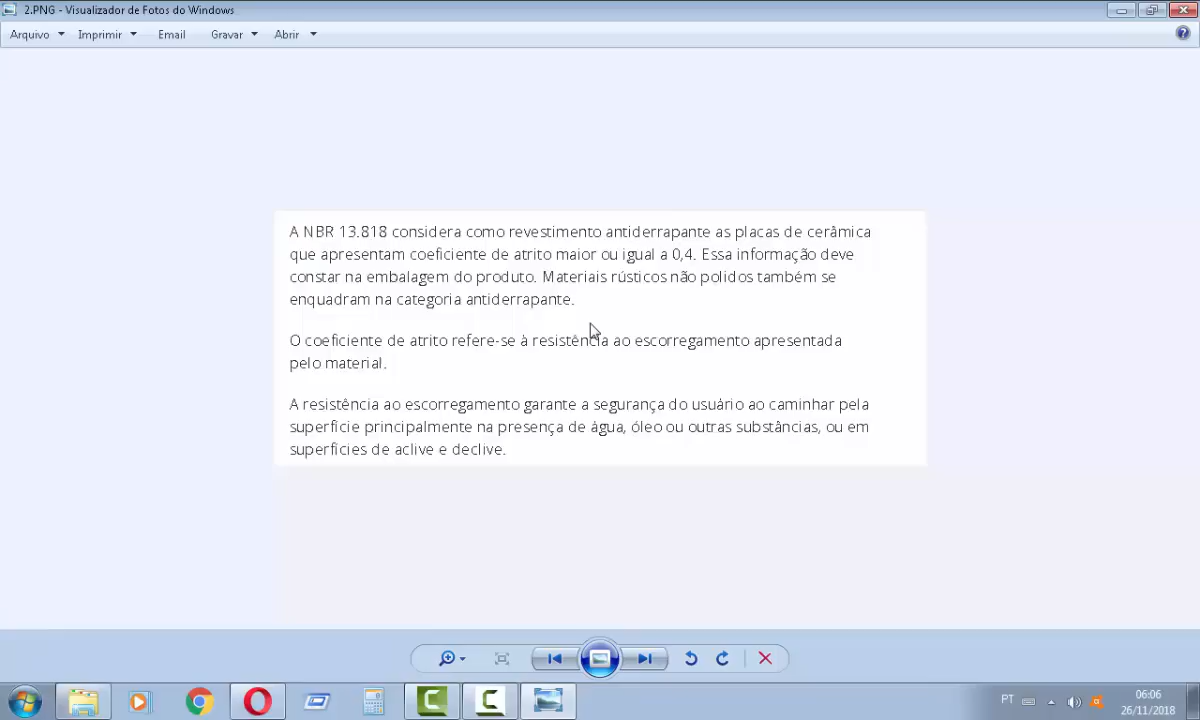 2.PNG - Visualizador de Fotos do Windows
Arquivo Imprimir Email Gravar Abrir
A NBR 13.818 considera como revestimento antiderrapante as placas de cerâmica
que apresentam coeficiente de atrito maior ou igual a 0,4. Essa informação deve
constar na embalagem do produto. Materiais rústicos não polidos também se
enquadram na categoria antiderrapante.
O coeficiente de atrito refere-se à resistência ao escorregamento apresentada
pelo material.
A resistência ao escorregamento garante a segurança do usuário ao caminhar pela
superfície principalmente na presença de água, óleo ou outras substâncias, ou em
superfícies de aclive e declive.
PT
06:06
26/11/2018